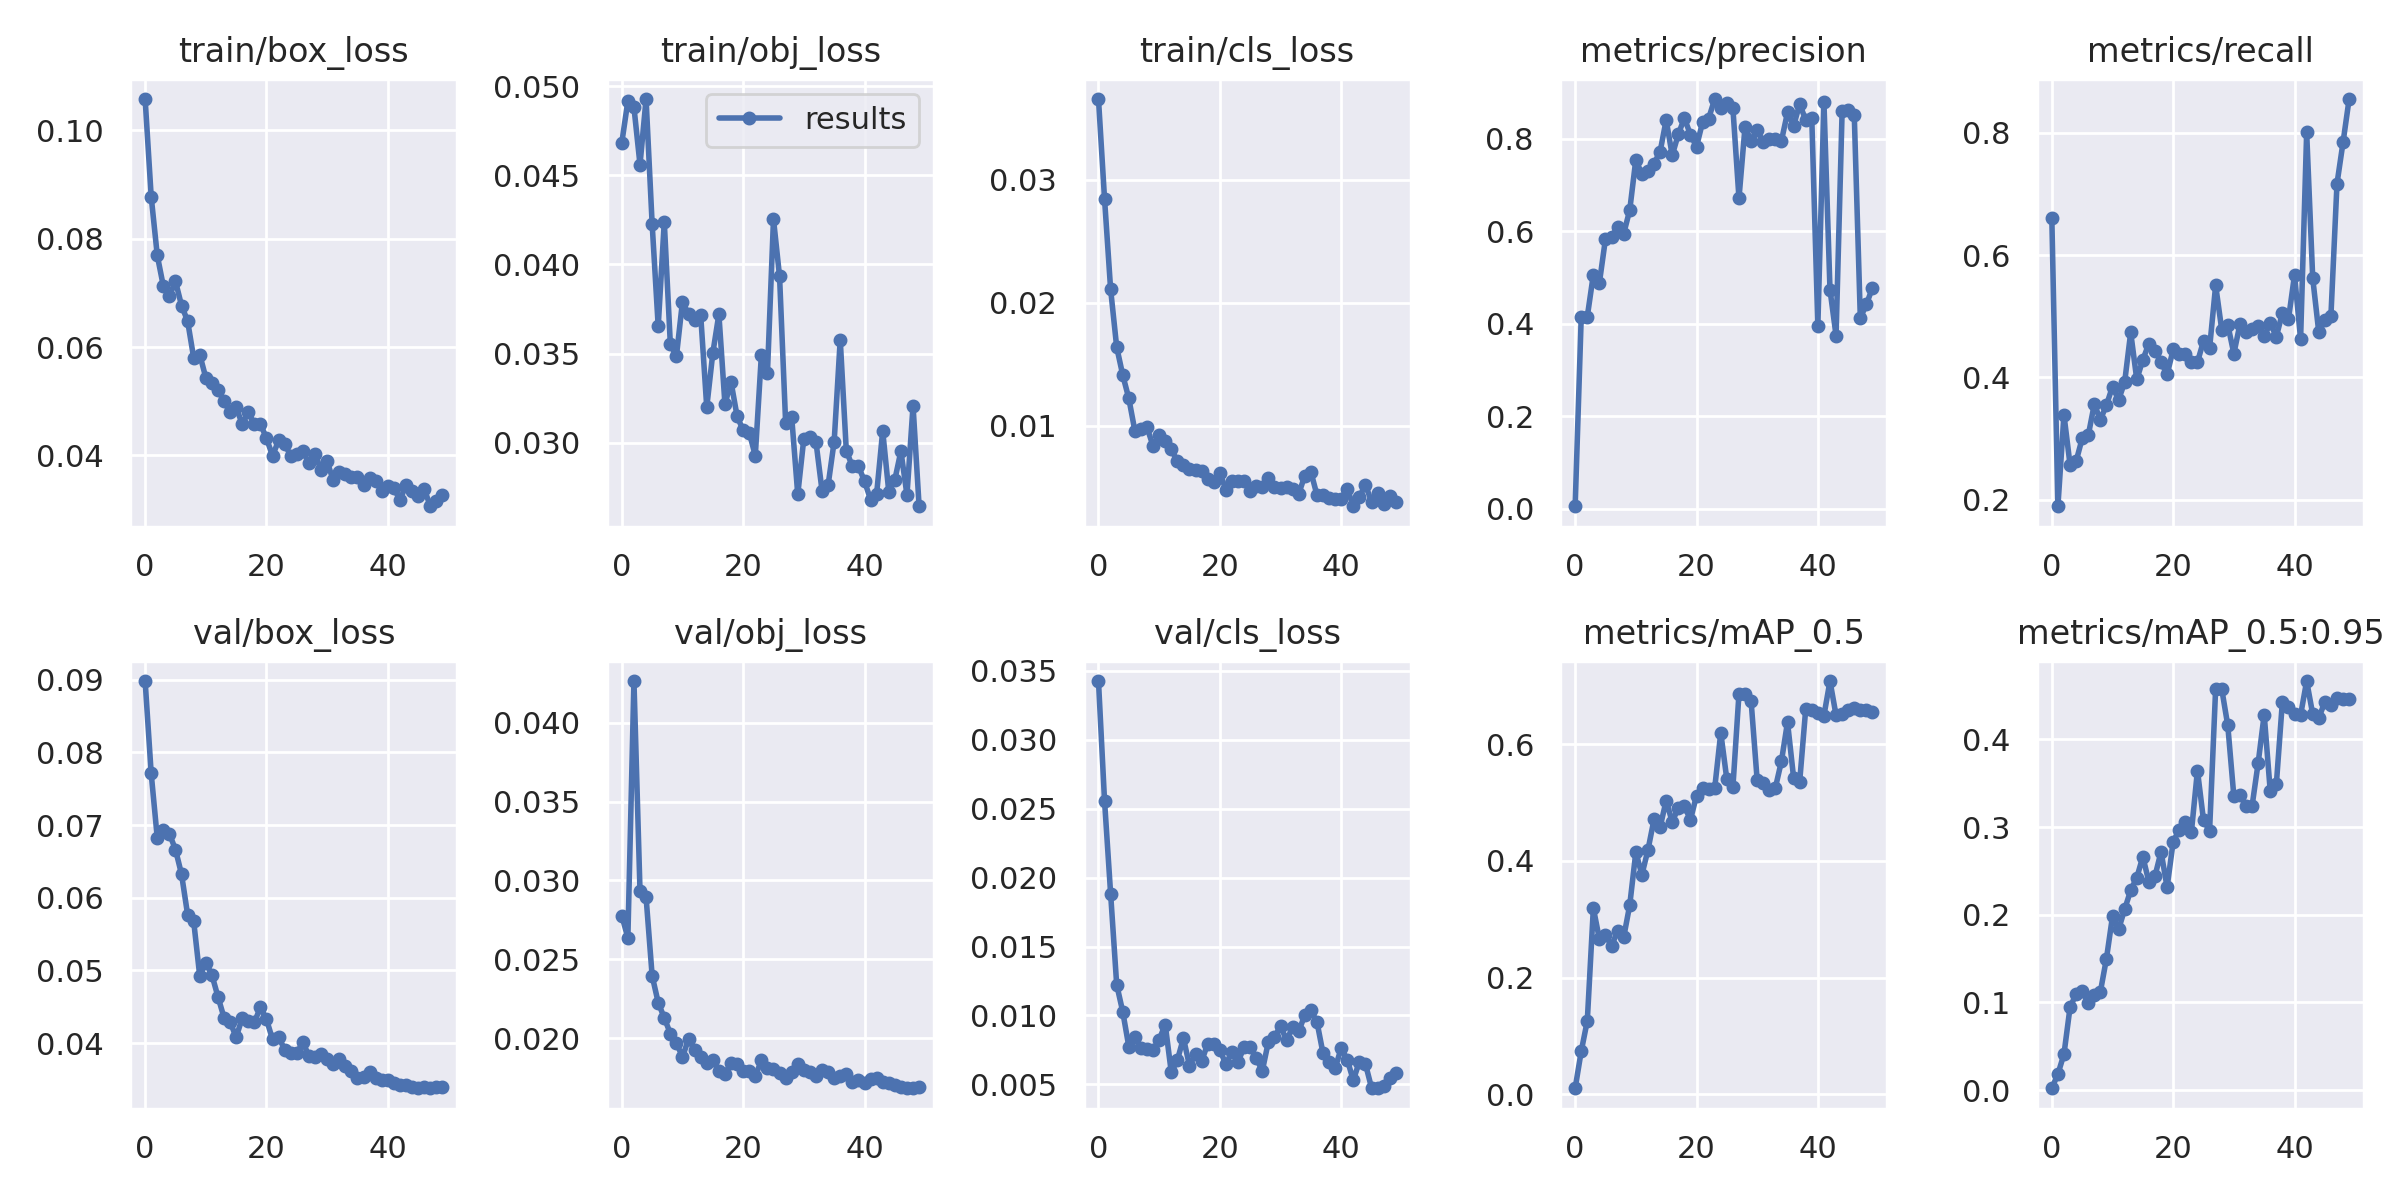 train/box_loss
train/obj_loss
train/cls_loss
metrics/precision
metrics/recall
0.10
0.08
0.06
0.04
0 20 40
results
0.050
0.045
0.040
0.035
0.030
0 20 40
0.03
0.02
0.01
0 20 40
0.8
0.6
0.4
0.2
0.0
0 20 40
0.8
0.6
0.4
0.2
0 20 40
val/box_loss
val/obj_loss
val/cls_loss
metrics/mAP_0.5
metrics/mAP_0.5:0.95
0.09
0.08
0.07
0.06
0.05
0.04
0 20 40
0.040
0.035
0.030
0.025
0.020
0 20 40
0.035
0.030
0.025
0.020
0.015
0.010
0.005
0 20 40
0.6
0.4
0.2
0.0
0 20 40
0.4
0.3
0.2
0.1
0.0
0 20 40